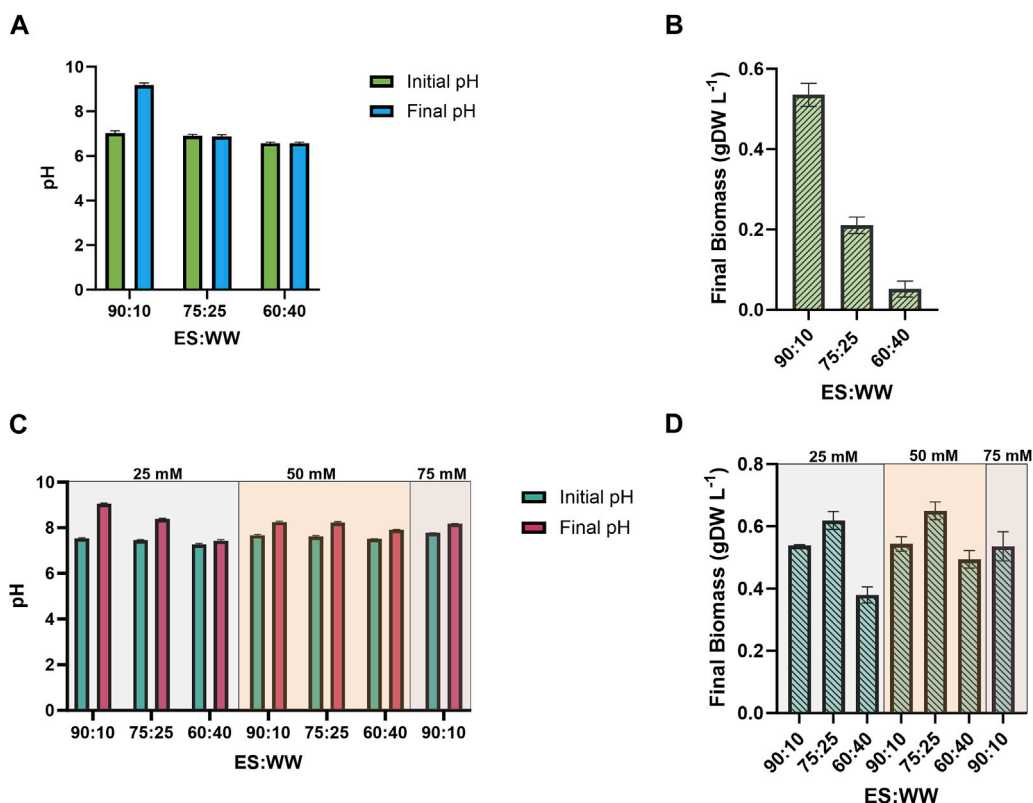 A
10
8
6
4
2
0
pH
90:10 75:25 60:40
ES:WW
Initial pH
Final pH
B
0.6
0.4
0.2
0.0
Final Biomass (gDW L⁻¹)
90:10 75:25 60:40
ES:WW
C
25 mM 50 mM 75 mM
10
8
6
4
2
0
pH
90:10 75:25 60:40 90:10 75:25 60:40 90:10
ES:WW
Initial pH
Final pH
D
25 mM 50 mM 75 mM
0.8
0.6
0.4
0.2
0.0
Final Biomass (gDW L⁻¹)
90:10 75:25 60:40 90:10 75:25 60:40 90:10
ES:WW